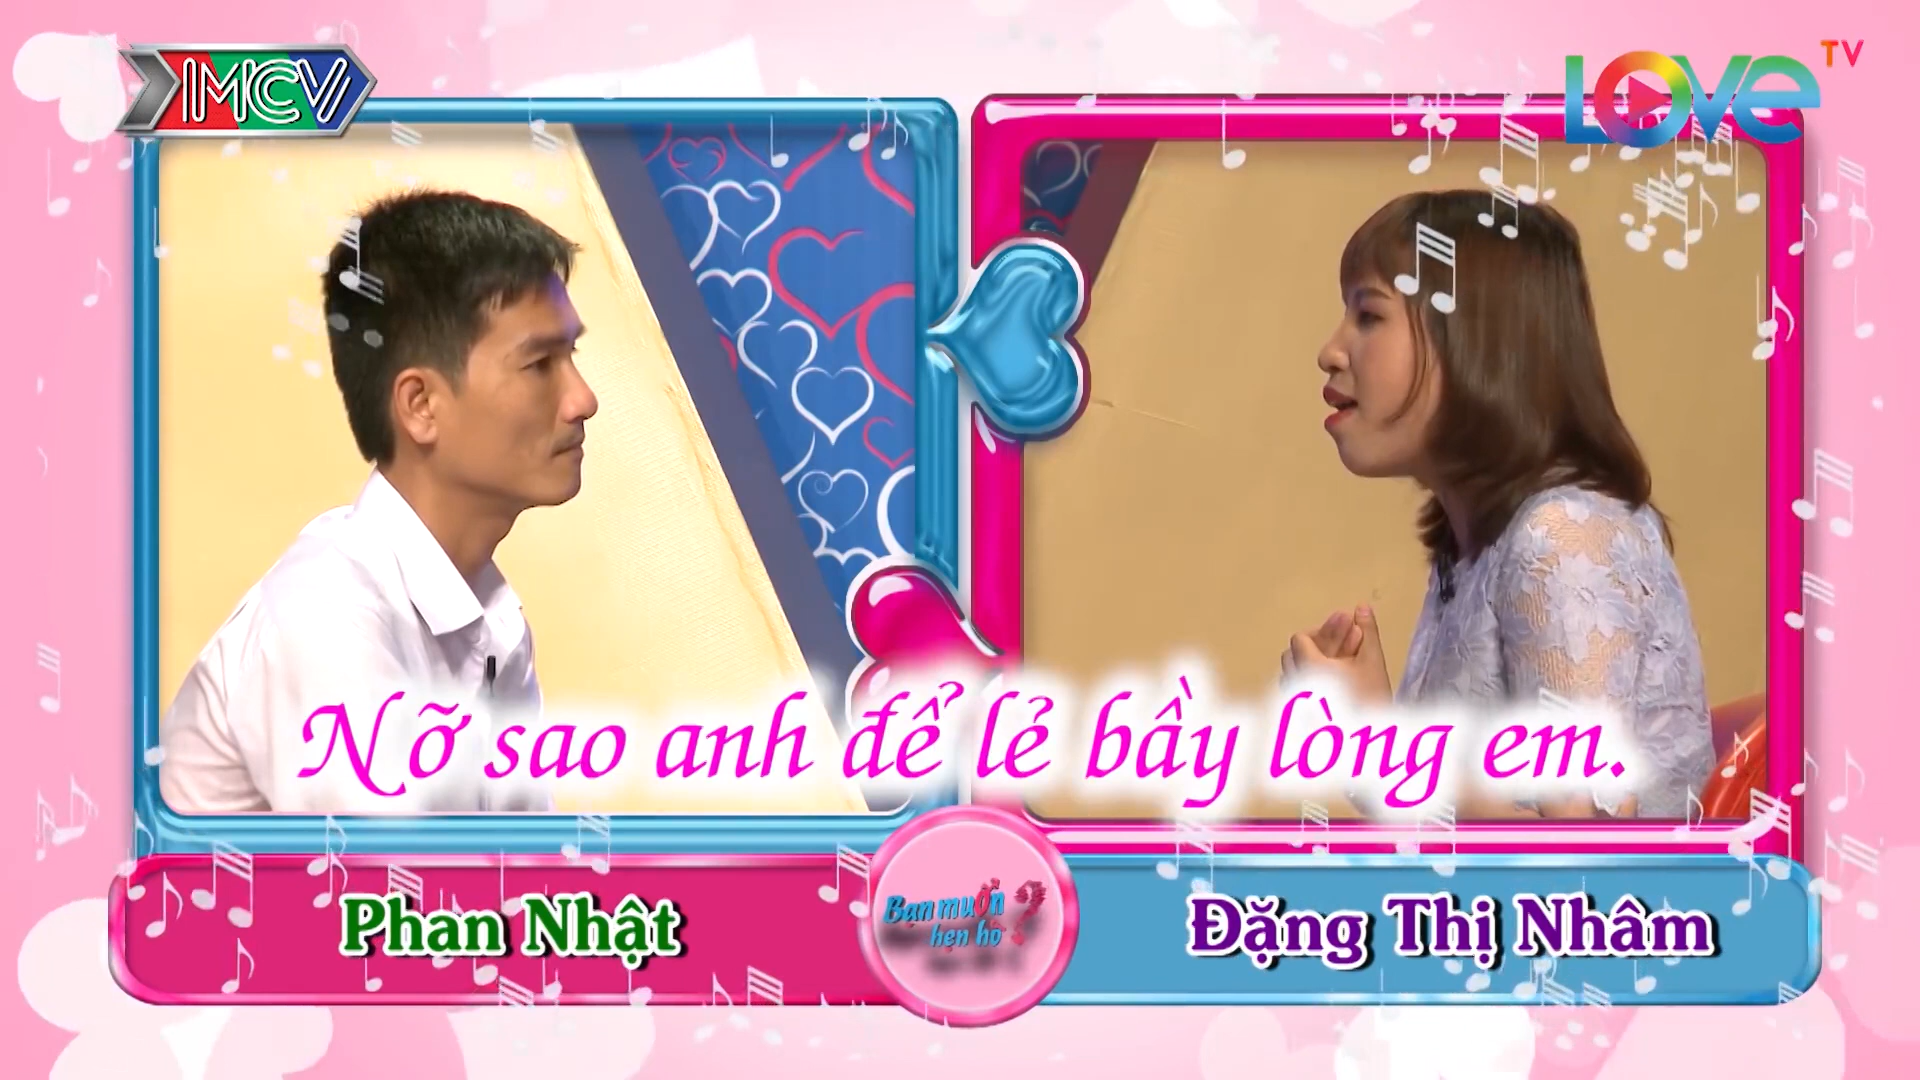 MCV
LOVE TV
Nỡ sao anh để lẻ bầy lòng em.
Phan Nhật
Bạn muốn
hẹn hò ?
Đặng Thị Nhâm